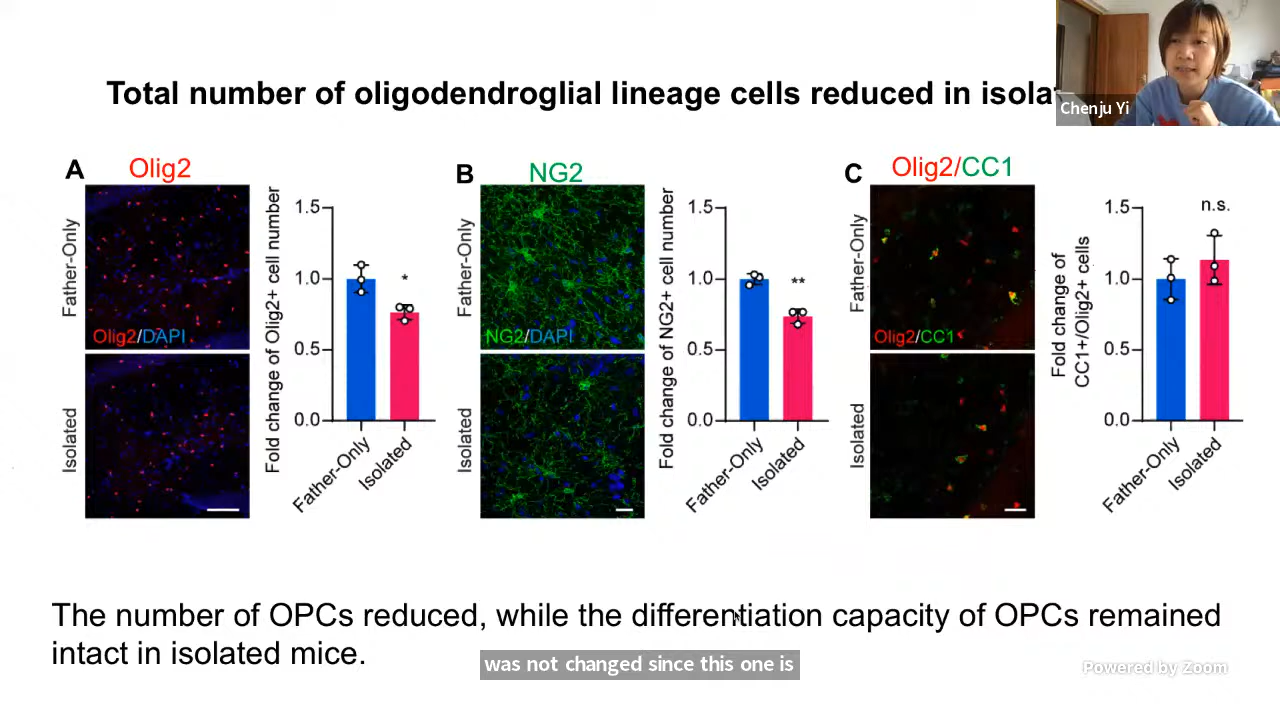 Total number of oligodendroglial lineage cells reduced in isola
Chenju Yi
A
Olig2
Father-Only
Olig2/DAPI
Isolated
Fold change of Olig2+ cell number
1.5
1.0
0.5
0.0
*
Father-Only
Isolated
B
NG2
Father-Only
NG2/DAPI
Isolated
Fold change of NG2+ cell number
1.5
1.0
0.5
0.0
**
Father-Only
Isolated
C
Olig2/CC1
Father-Only
Olig2/CC1
Isolated
Fold change of
CC1+/Olig2+ cells
1.5
1.0
0.5
0.0
n.s.
Father-Only
Isolated
The number of OPCs reduced, while the differentiation capacity of OPCs remained
intact in isolated mice.
was not changed since this one is
Powered by Zoom